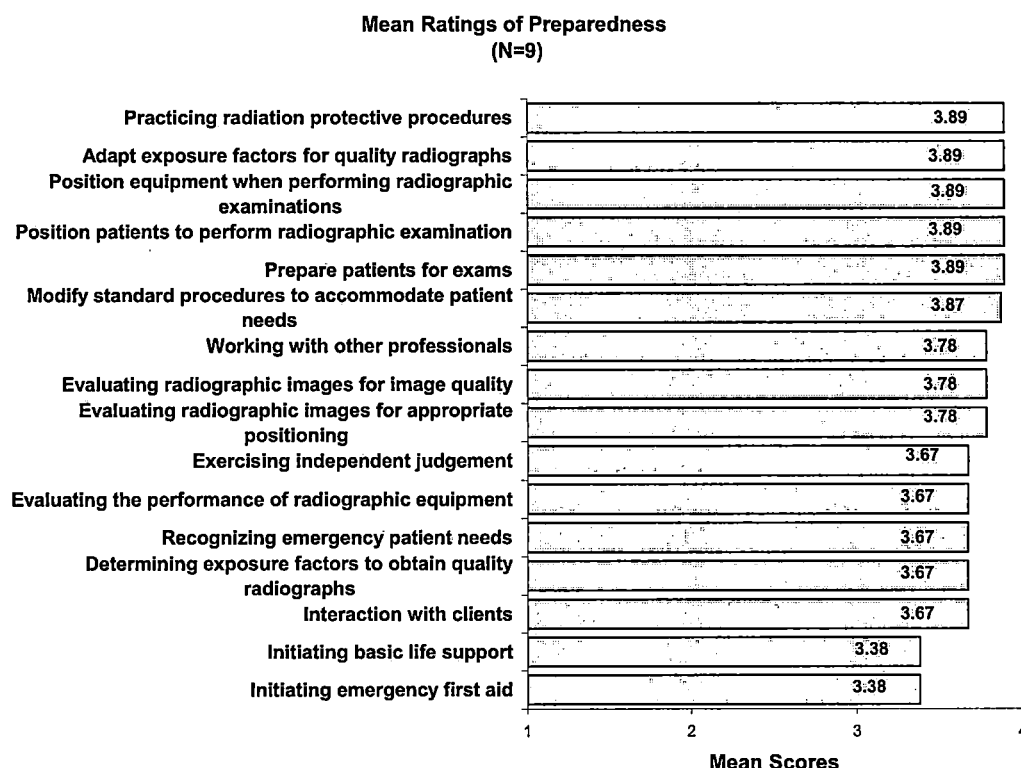 Mean Ratings of Preparedness
(N=9)
Practicing radiation protective procedures
3.89
Adapt exposure factors for quality radiographs
3.89
Position equipment when performing radiographic
examinations
3.89
Position patients to perform radiographic examination
3.89
Prepare patients for exams
3.89
Modify standard procedures to accommodate patient
needs
3.87
Working with other professionals
3.78
Evaluating radiographic images for image quality
3.78
Evaluating radiographic images for appropriate
positioning
3.78
Exercising independent judgement
3.67
Evaluating the performance of radiographic equipment
3.67
Recognizing emergency patient needs
3.67
Determining exposure factors to obtain quality
radiographs
3.67
Interaction with clients
3.67
Initiating basic life support
3.38
Initiating emergency first aid
3.38
1 2 3 4
Mean Scores